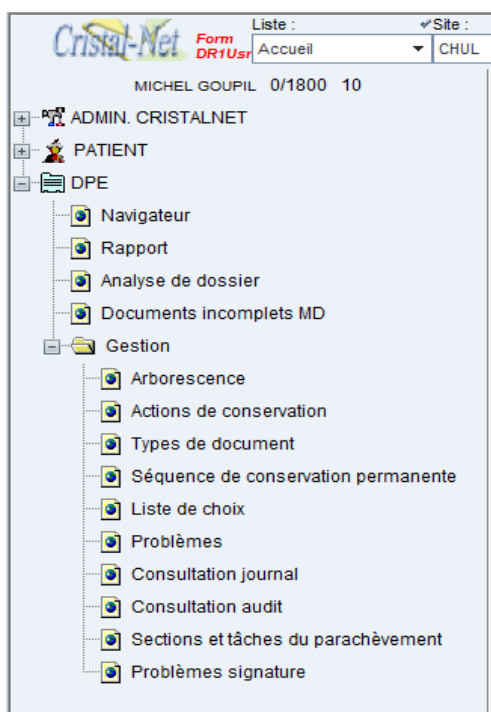 Liste :
Site :
Cristal-Net
Form
DR1Usr
Accueil
CHUL
MICHEL GOUPIL 0/1800 10
ADMIN. CRISTALNET
PATIENT
DPE
Navigateur
Rapport
Analyse de dossier
Documents incomplets MD
Gestion
Arborescence
Actions de conservation
Types de document
Séquence de conservation permanente
Liste de choix
Problèmes
Consultation journal
Consultation audit
Sections et tâches du parachèvement
Problèmes signature